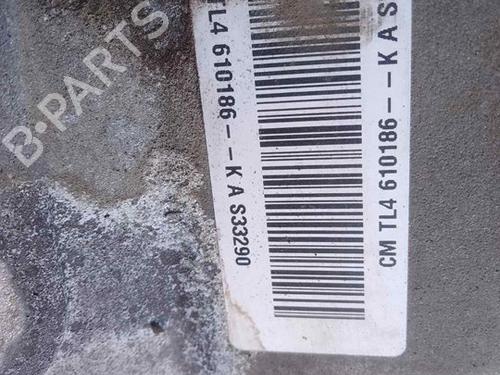 TL4 610186--K A S33290
CM TL4 610186--K A S
B-PARTS